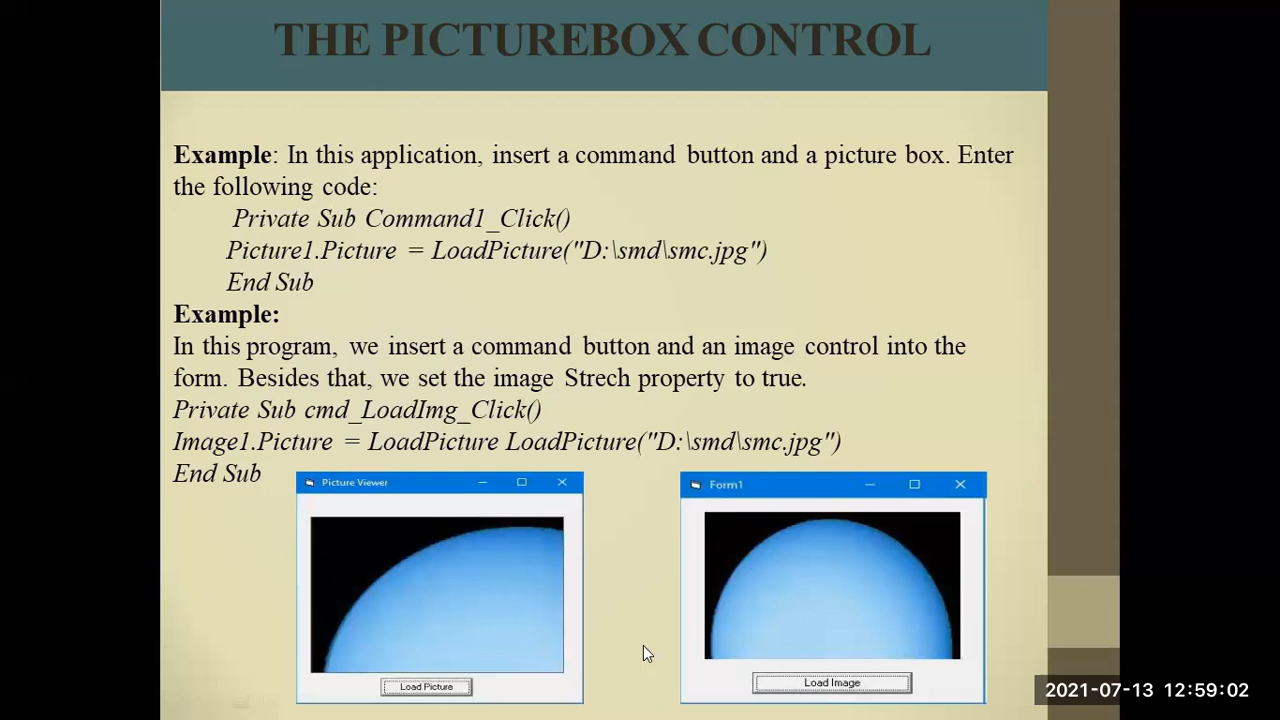 THE PICTUREBOX CONTROL
Example: In this application, insert a command button and a picture box. Enter
the following code:
Private Sub Command1_Click()
Picture1.Picture = LoadPicture("D:\smd\smc.jpg")
End Sub
Example:
In this program, we insert a command button and an image control into the
form. Besides that, we set the image Strech property to true.
Private Sub cmd_LoadImg_Click()
Image1.Picture = LoadPicture LoadPicture("D:\smd\smc.jpg")
End Sub
Picture Viewer
Form1
Load Picture
Load Image
2021-07-13 12:59:02